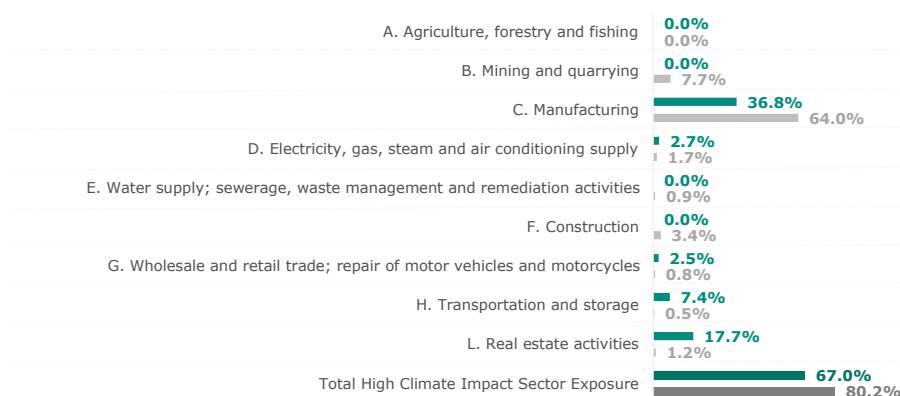 A. Agriculture, forestry and fishing 0.0%
0.0%
B. Mining and quarrying 0.0%
7.7%
C. Manufacturing 36.8%
64.0%
D. Electricity, gas, steam and air conditioning supply 2.7%
1.7%
E. Water supply; sewerage, waste management and remediation activities 0.0%
0.9%
F. Construction 0.0%
3.4%
G. Wholesale and retail trade; repair of motor vehicles and motorcycles 2.5%
0.8%
H. Transportation and storage 7.4%
0.5%
L. Real estate activities 17.7%
1.2%
Total High Climate Impact Sector Exposure 67.0%
80.2%